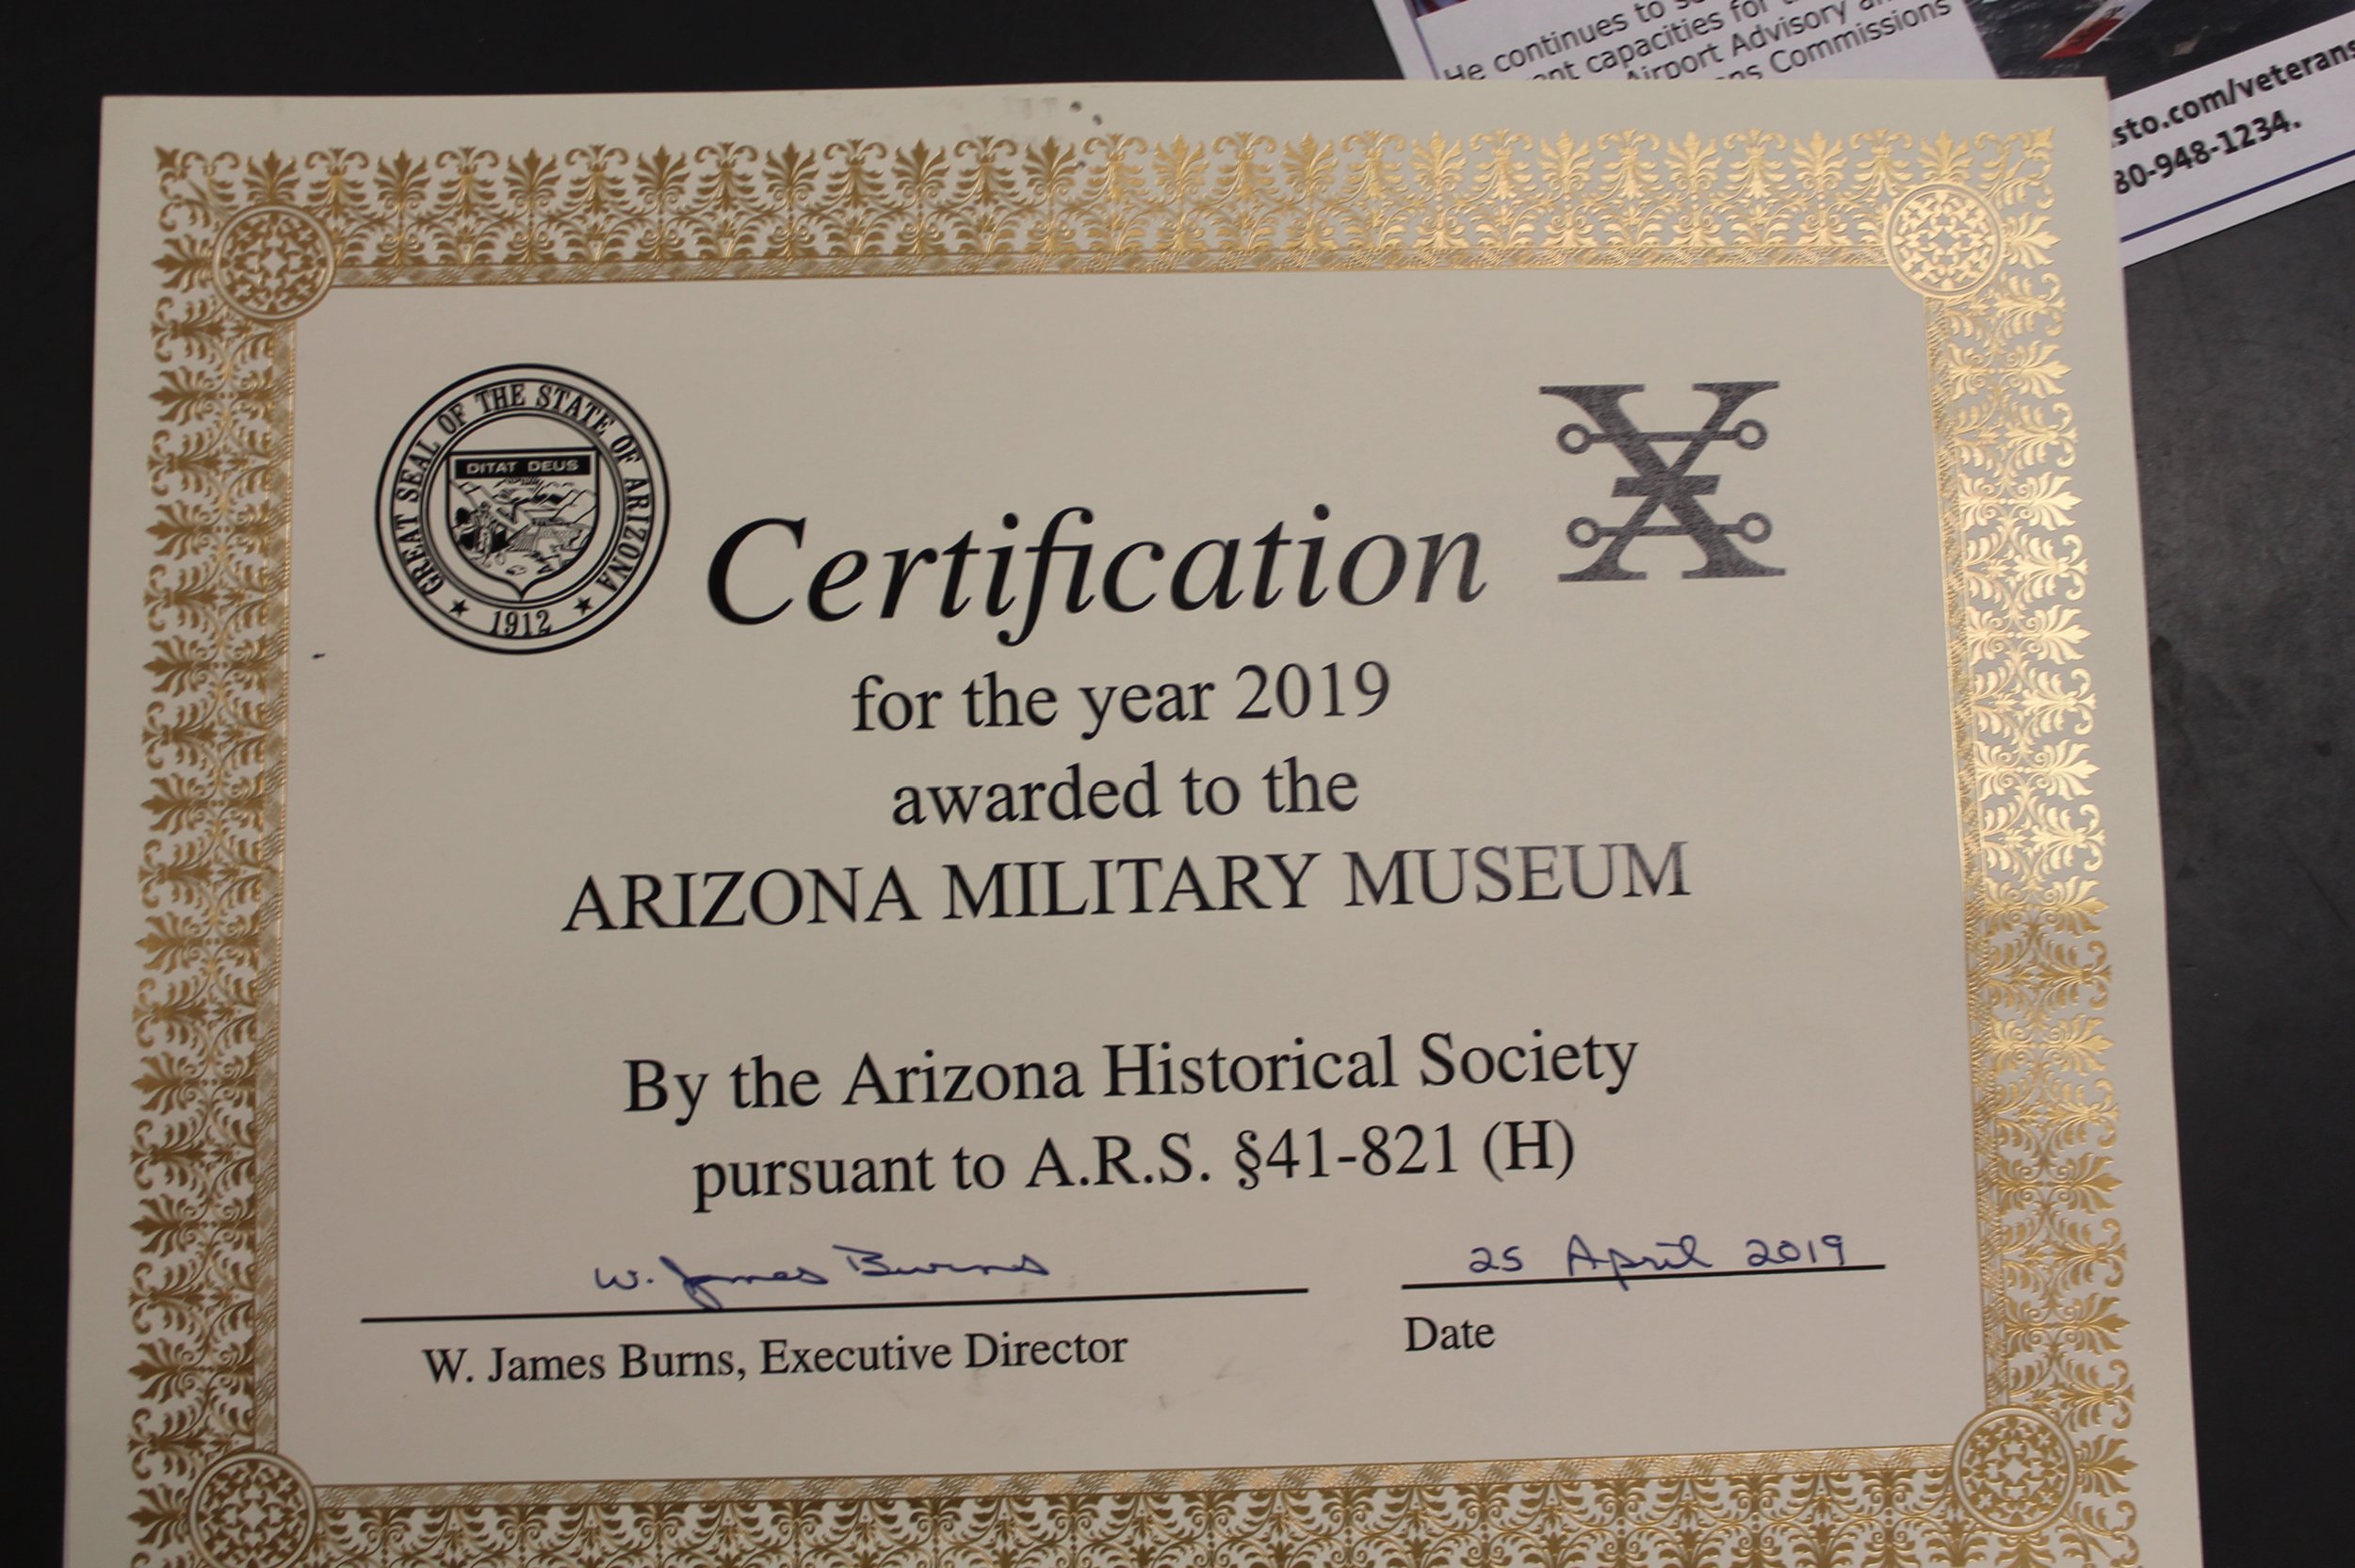 He continues to
capacities for
Airport Advisory
Commissions
sto.com/veterans
80-948-1234.
GREAT SEAL OF THE STATE OF ARIZONA
DITAT DEUS
1912
Certification
for the year 2019
awarded to the
ARIZONA MILITARY MUSEUM
By the Arizona Historical Society
pursuant to A.R.S. §41-821 (H)
W. James Burns
25 April 2019
W. James Burns, Executive Director
Date